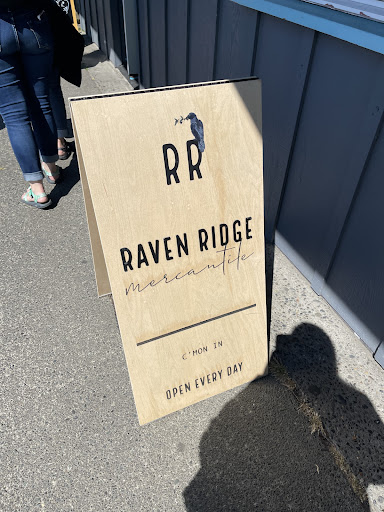 RR
RAVEN RIDGE
mercantile
C'MON IN
OPEN EVERY DAY